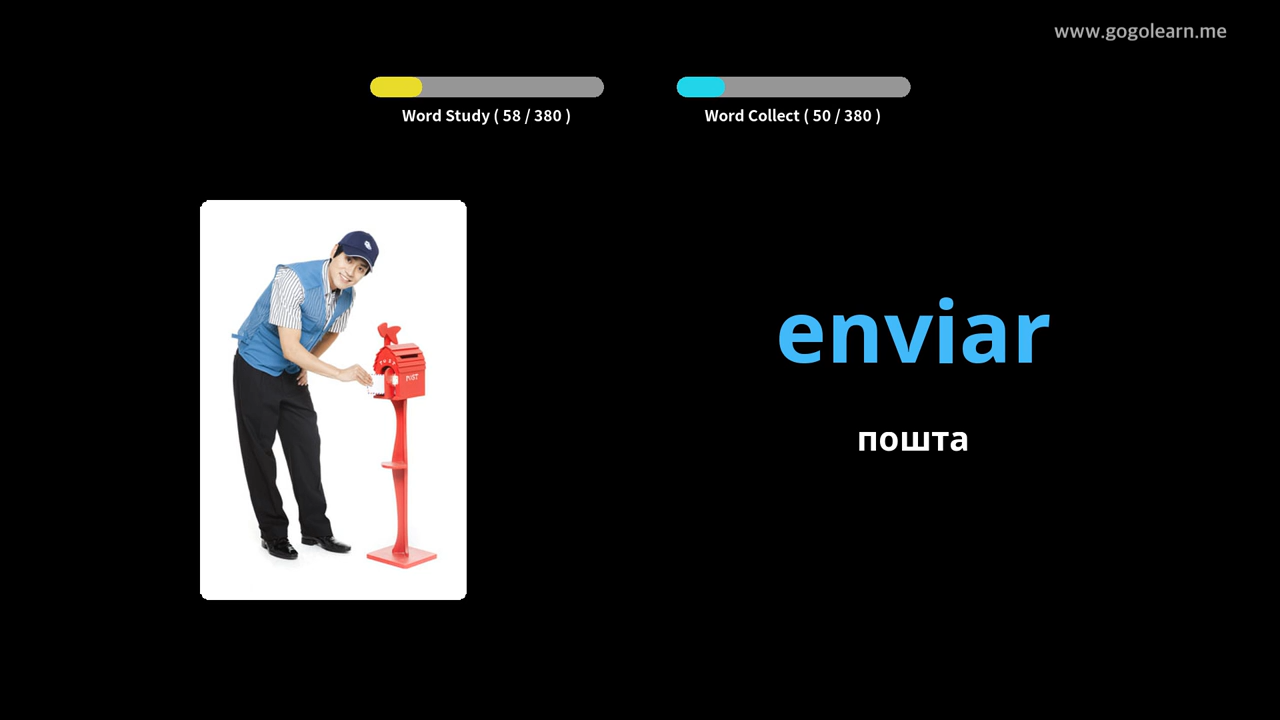 www.gogolearn.me
Word Study ( 58 / 380 )
Word Collect ( 50 / 380 )
POST
enviar
пошта